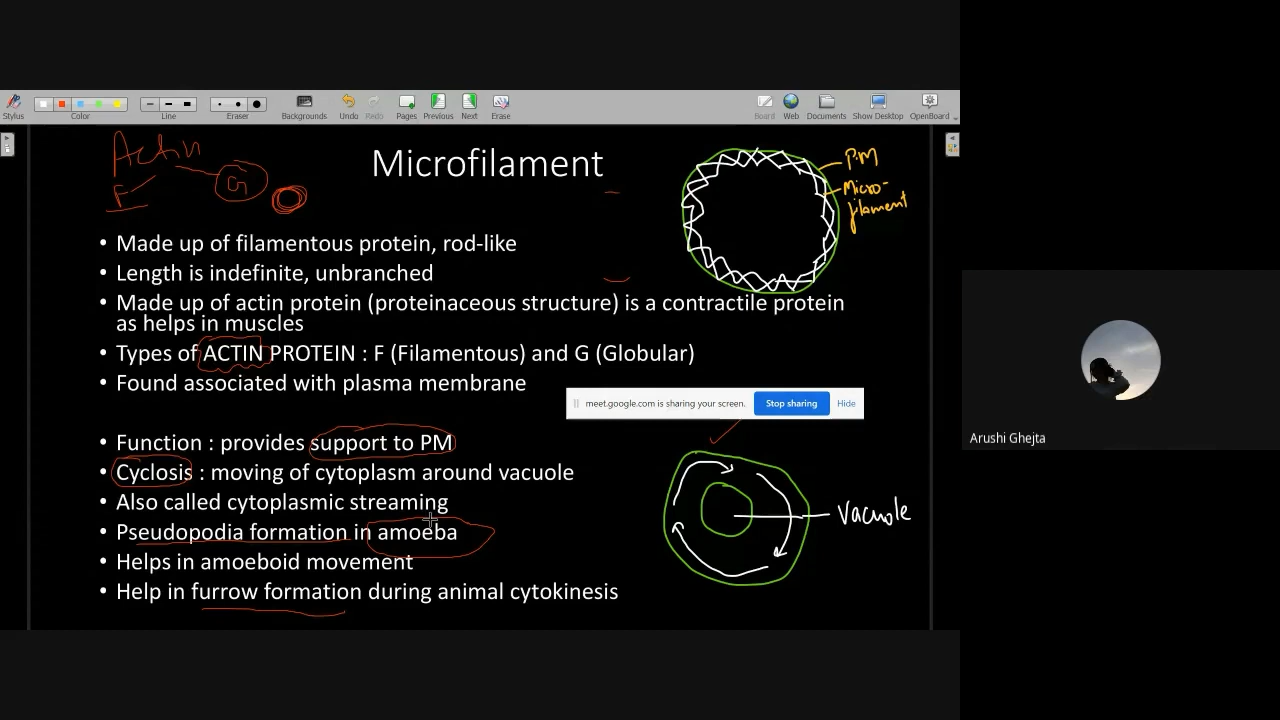 Stylus
Color
Line
Eraser
Backgrounds
Undo
Redo
Pages
Previous
Next
Erase
Board
Web
Documents
Show Desktop
OpenBoard
Actin
F
G
Microfilament
PM
Micro-
filament
• Made up of filamentous protein, rod-like
• Length is indefinite, unbranched
• Made up of actin protein (proteinaceous structure) is a contractile protein
as helps in muscles
• Types of ACTIN PROTEIN : F (Filamentous) and G (Globular)
• Found associated with plasma membrane
meet.google.com is sharing your screen.
Stop sharing
Hide
• Function : provides support to PM
• Cyclosis : moving of cytoplasm around vacuole
• Also called cytoplasmic streaming
• Pseudopodia formation in amoeba
• Helps in amoeboid movement
• Help in furrow formation during animal cytokinesis
Vacuole
Arushi Ghejta